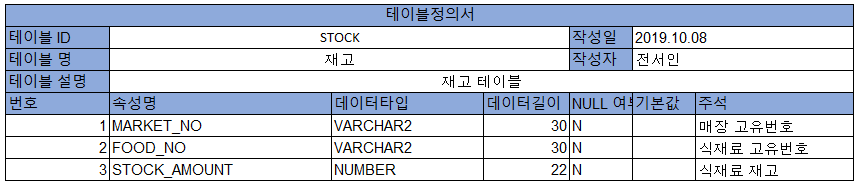 테이블정의서
테이블 ID STOCK 작성일 2019.10.08
테이블 명 재고 작성자 전서인
테이블 설명 재고 테이블
번호 속성명 데이터타입 데이터길이 NULL 여부 기본값 주석
1 MARKET_NO VARCHAR2 30 N 매장 고유번호
2 FOOD_NO VARCHAR2 30 N 식재료 고유번호
3 STOCK_AMOUNT NUMBER 22 N 식재료 재고